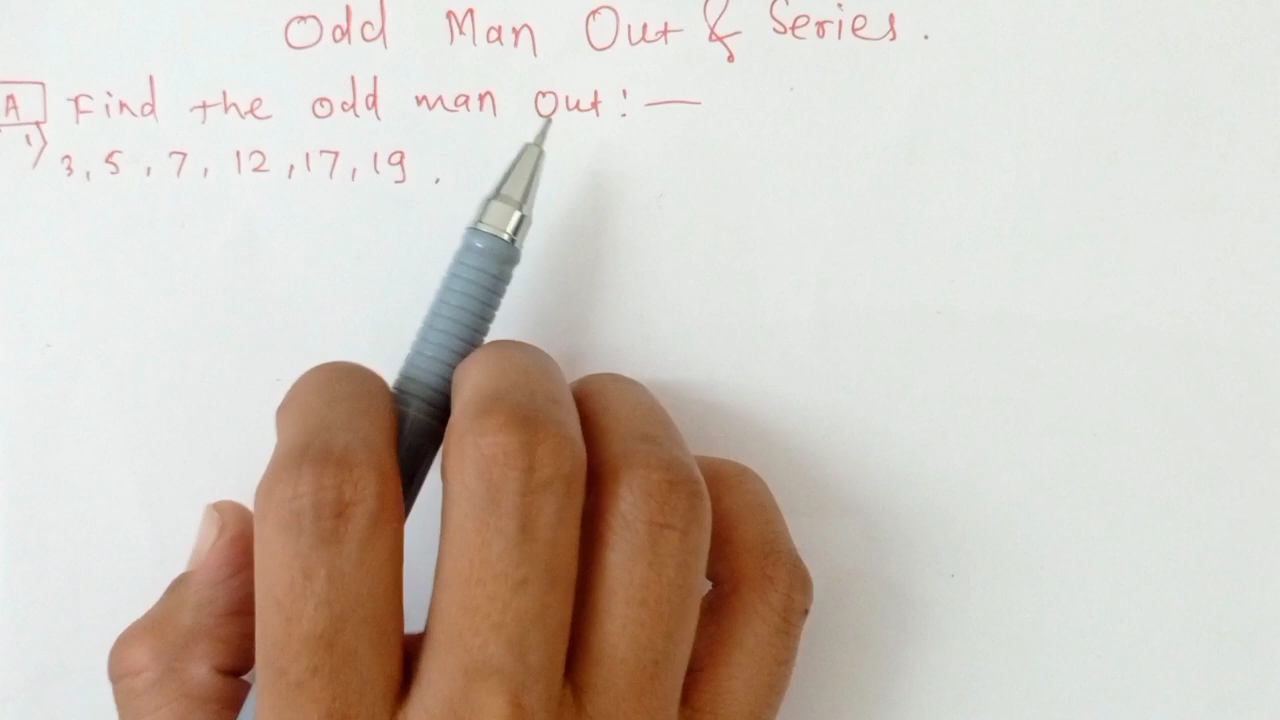 Odd Man Out & Series.
A Find the odd man out:—
1) 3, 5, 7, 12, 17, 19.